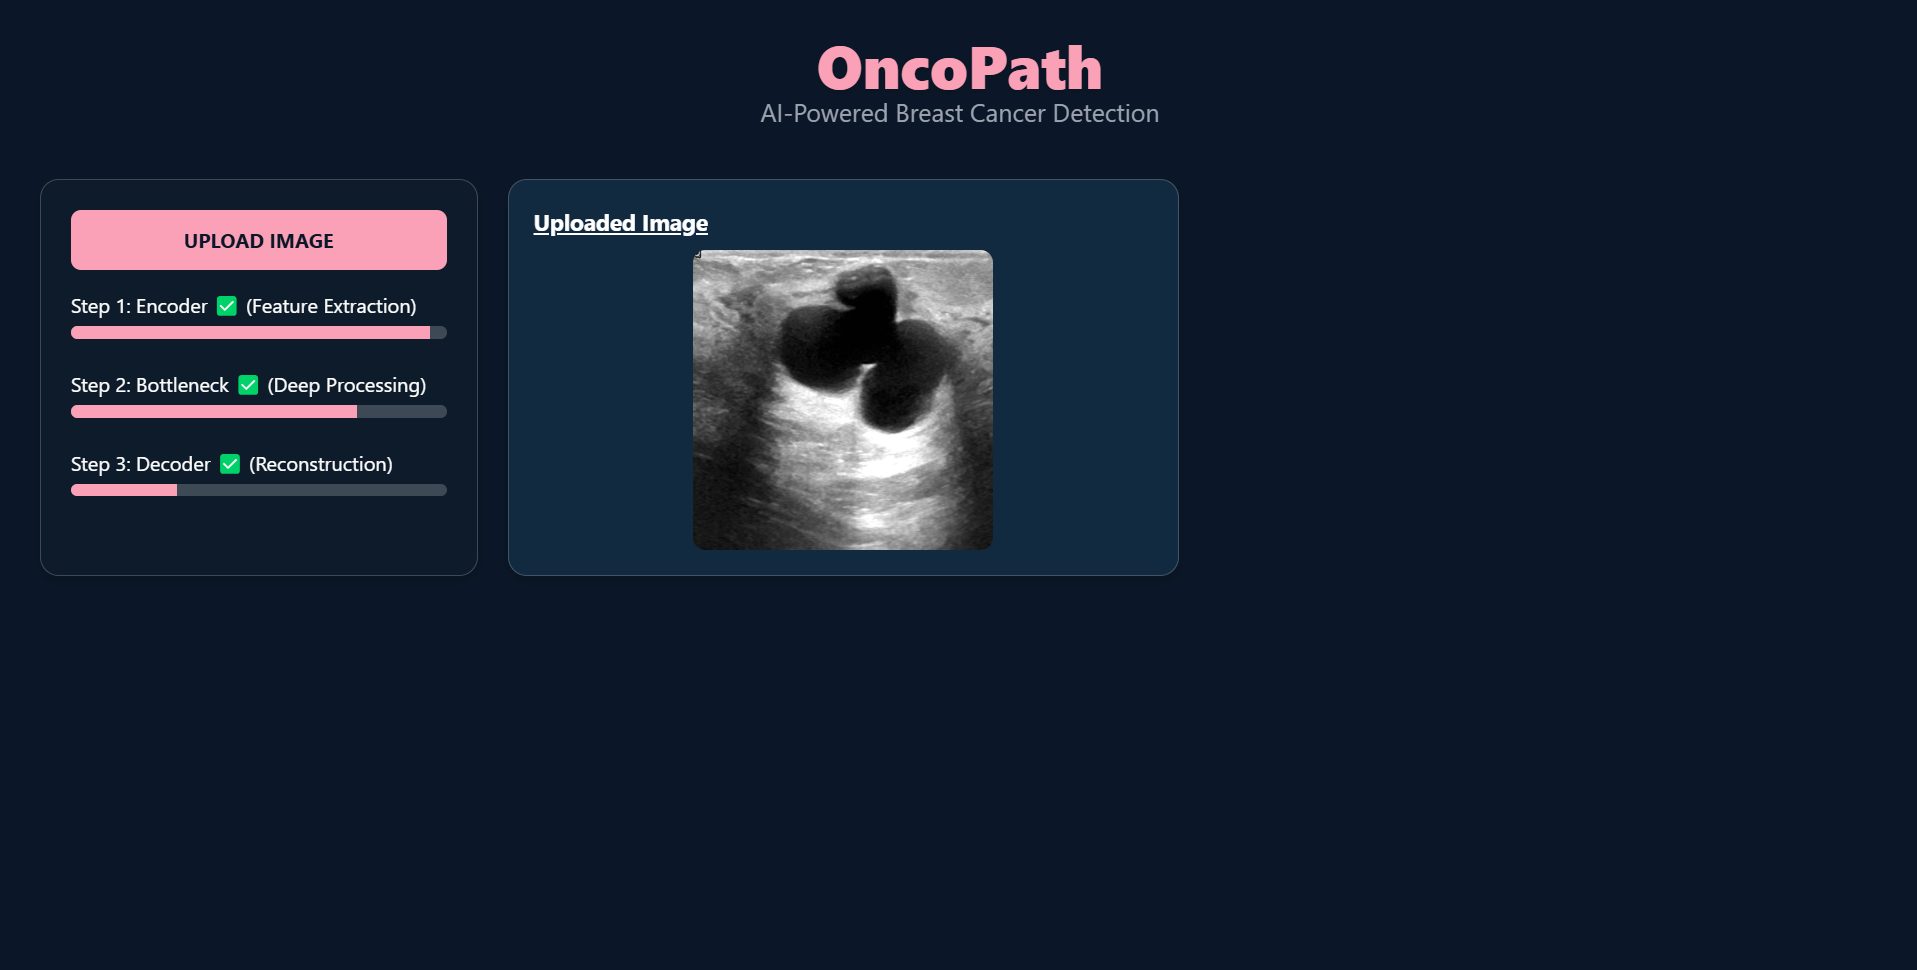 OncoPath
AI-Powered Breast Cancer Detection
UPLOAD IMAGE
Step 1: Encoder ✅ (Feature Extraction)
Step 2: Bottleneck ✅ (Deep Processing)
Step 3: Decoder ✅ (Reconstruction)
Uploaded Image